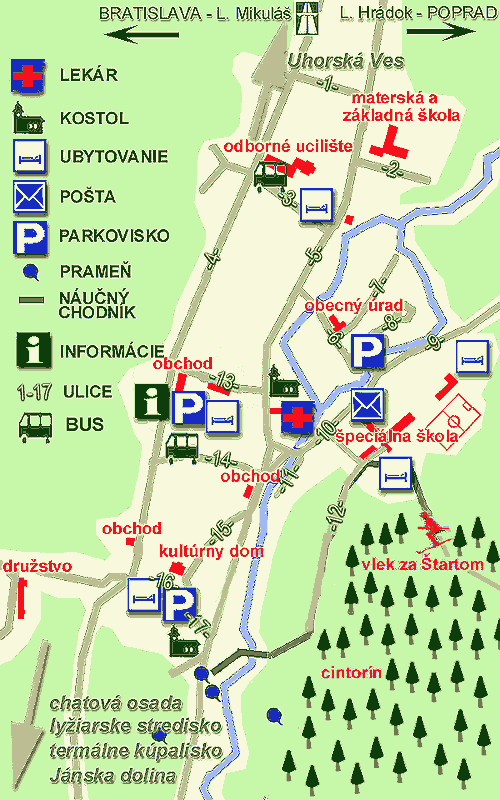 BRATISLAVA - L. Mikuláš
L. Hrádok - POPRAD
Uhorská Ves
LEKÁR
KOSTOL
UBYTOVANIE
POŠTA
P PARKOVISKO
PRAMEŇ
NÁUČNÝ
CHODNÍK
i INFORMÁCIE
1-17 ULICE
BUS
-1-
materská a
základná škola
odborné ucilište
-2-
-3-
-4-
-5-
-7-
obecný úrad
-6-
-8-
-9-
P
obchod
-13-
i
P
-10-
špeciálna škola
-14-
obchod
-11-
-12-
obchod
-15-
kultúrny dom
vlek za Štartom
družstvo
-16-
P
-17-
cintorín
chatová osada
lyžiarske stredisko
termálne kúpalisko
Jánska dolina